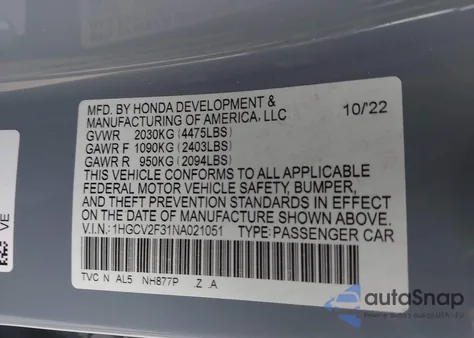 MFD. BY HONDA DEVELOPMENT &
MANUFACTURING OF AMERICA, LLC 10/22
GVWR 2030KG (4475LBS)
GAWR F 1090KG (2403LBS)
GAWR R 950KG (2094LBS)
THIS VEHICLE CONFORMS TO ALL APPLICABLE
FEDERAL MOTOR VEHICLE SAFETY, BUMPER,
AND THEFT PREVENTION STANDARDS IN EFFECT
ON THE DATE OF MANUFACTURE SHOWN ABOVE.
V.I.N.: 1HGCV2F31NA021051 TYPE: PASSENGER CAR
TVC N AL5 NH877P Z A
VE
autoSnap